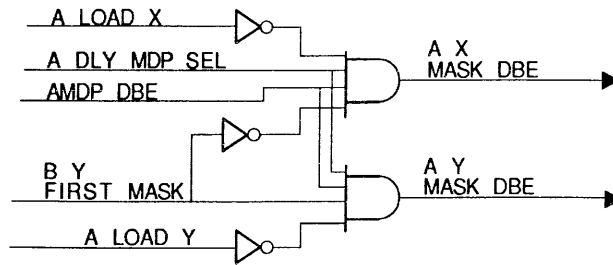 A LOAD X
A DLY MDP SEL
AMDP DBE
B Y
FIRST MASK
A LOAD Y
A X
MASK DBE
A Y
MASK DBE